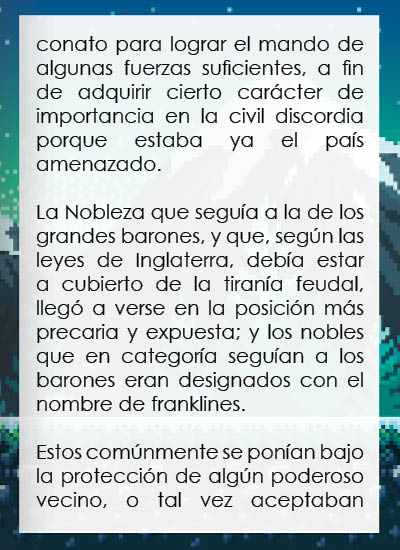 conato para lograr el mando de
algunas fuerzas suficientes, a fin
de adquirir cierto carácter de
importancia en la civil discordia
porque estaba ya el país
amenazado.

La Nobleza que seguía a la de los
grandes barones, y que, según las
leyes de Inglaterra, debía estar
a cubierto de la tiranía feudal,
llegó a verse en la posición más
precaria y expuesta; y los nobles
que en categoría seguían a los
barones eran designados con el
nombre de franklines.

Estos comúnmente se ponían bajo
la protección de algún poderoso
vecino, o tal vez aceptaban